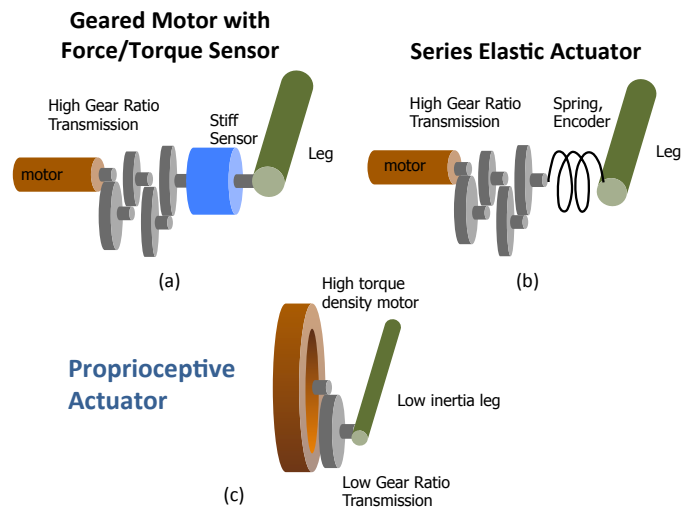 Geared Motor with
Force/Torque Sensor
High Gear Ratio
Transmission
Stiff
Sensor
Leg
motor
(a)
Series Elastic Actuator
High Gear Ratio
Transmission
Spring,
Encoder
Leg
motor
(b)
High torque
density motor
Proprioceptive
Actuator
Low inertia leg
Low Gear Ratio
Transmission
(c)